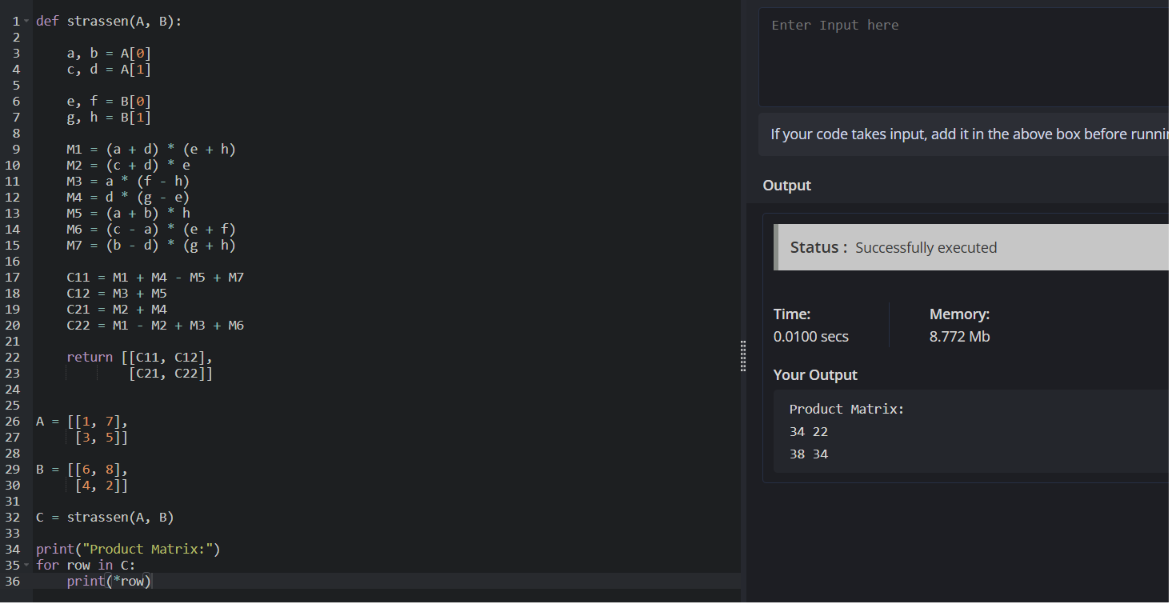 1 def strassen(A, B):
2
3     a, b = A[0]
4     c, d = A[1]
5
6     e, f = B[0]
7     g, h = B[1]
8
9     M1 = (a + d) * (e + h)
10     M2 = (c + d) * e
11     M3 = a * (f - h)
12     M4 = d * (g - e)
13     M5 = (a + b) * h
14     M6 = (c - a) * (e + f)
15     M7 = (b - d) * (g + h)
16
17     C11 = M1 + M4 - M5 + M7
18     C12 = M3 + M5
19     C21 = M2 + M4
20     C22 = M1 - M2 + M3 + M6
21
22     return [[C11, C12],
23             [C21, C22]]
24
25
26 A = [[1, 7],
27      [3, 5]]
28
29 B = [[6, 8],
30      [4, 2]]
31
32 C = strassen(A, B)
33
34 print("Product Matrix:")
35 for row in C:
36     print(*row)
Enter Input here
If your code takes input, add it in the above box before runni
Output
Status : Successfully executed
Time: Memory:
0.0100 secs 8.772 Mb
Your Output
Product Matrix:
34 22
38 34